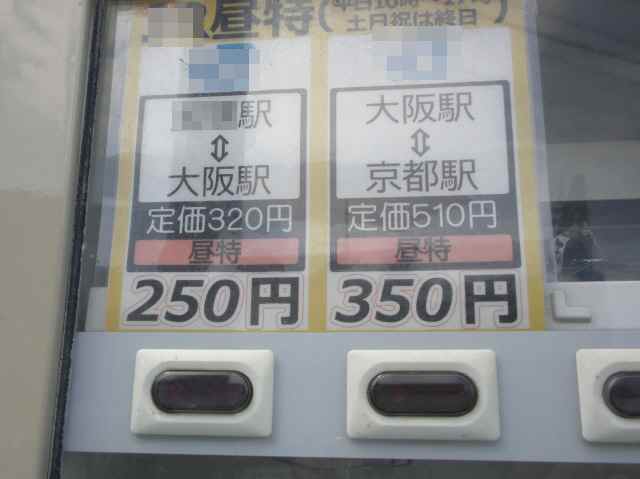 昼特(
土日祝は終日)
駅
⇕
大阪駅
定価320円
昼特
250円
大阪駅
⇕
京都駅
定価510円
昼特
350円